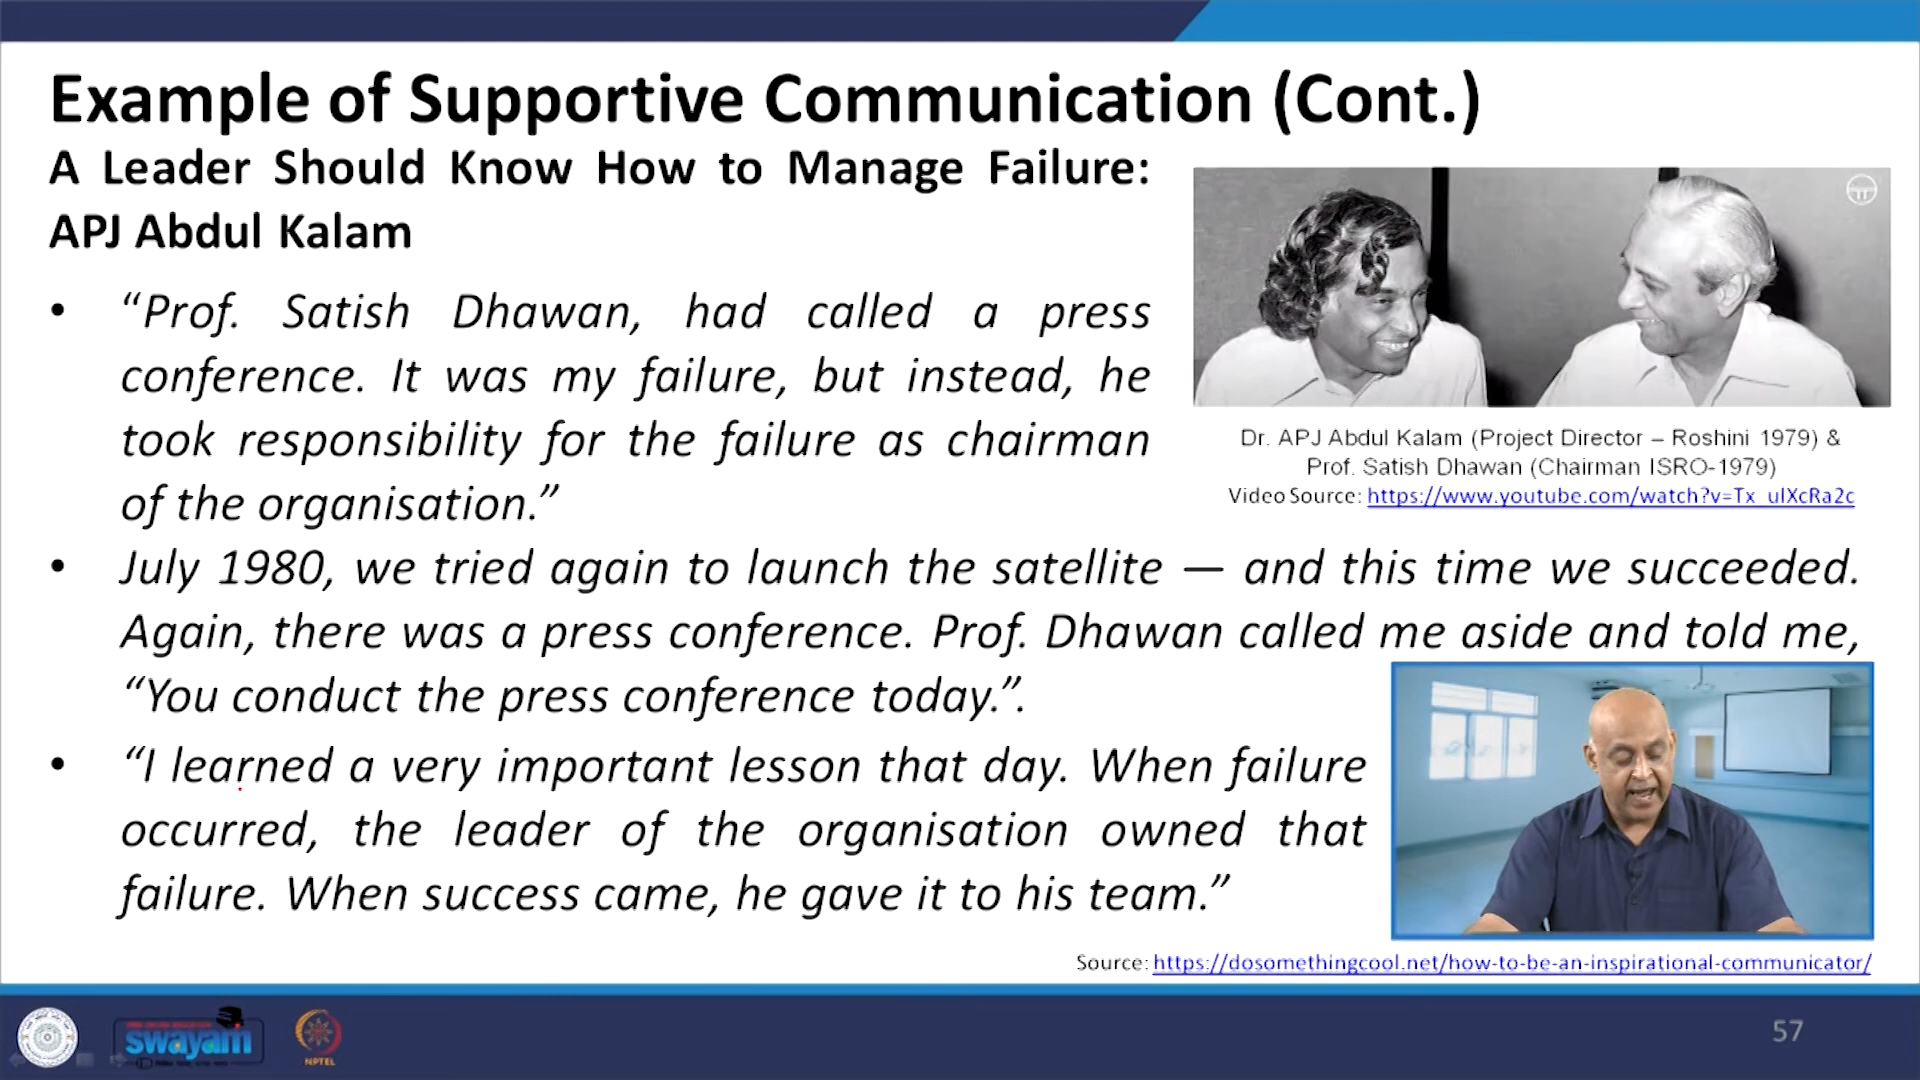 Example of Supportive Communication (Cont.)
A Leader Should Know How to Manage Failure:
APJ Abdul Kalam
• “Prof. Satish Dhawan, had called a press
conference. It was my failure, but instead, he
took responsibility for the failure as chairman
of the organisation.”
Dr. APJ Abdul Kalam (Project Director – Roshini 1979) &
Prof. Satish Dhawan (Chairman ISRO-1979)
Video Source: https://www.youtube.com/watch?v=Tx_ulXcRa2c
• July 1980, we tried again to launch the satellite — and this time we succeeded.
Again, there was a press conference. Prof. Dhawan called me aside and told me,
“You conduct the press conference today.”.
• “I learned a very important lesson that day. When failure
occurred, the leader of the organisation owned that
failure. When success came, he gave it to his team.”
Source: https://dosomethingcool.net/how-to-be-an-inspirational-communicator/
swayam
NPTEL
57